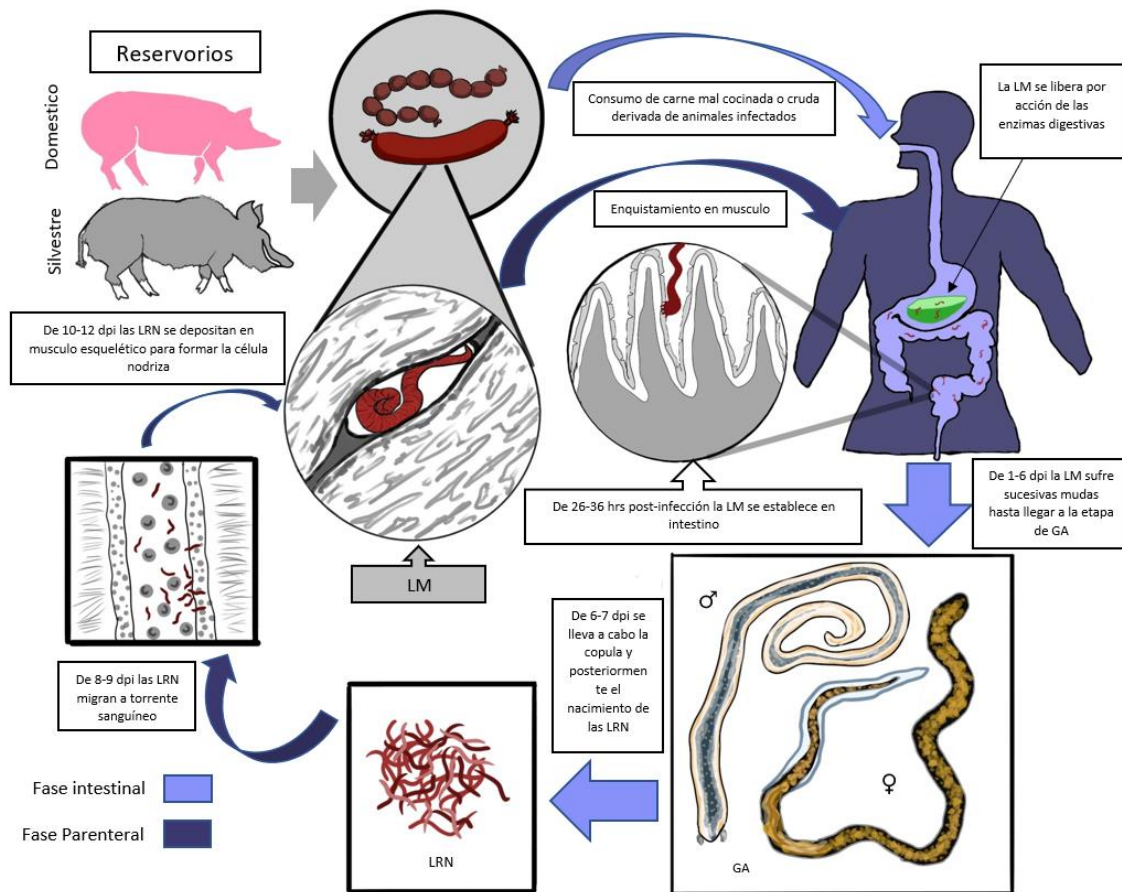 Reservorios
Domestico
Silvestre
Consumo de carne mal cocinada o cruda
derivada de animales infectados
La LM se libera por
acción de las
enzimas digestivas
Enquistamiento en musculo
De 10-12 dpi las LRN se depositan en
musculo esquelético para formar la célula
nodriza
De 26-36 hrs post-infección la LM se establece en
intestino
De 1-6 dpi la LM sufre
sucesivas mudas
hasta llegar a la etapa
de GA
LM
De 6-7 dpi se
lleva a cabo la
copula y
posteriormen
te el
nacimiento de
las LRN
♂
♀
GA
De 8-9 dpi las LRN
migran a torrente
sanguíneo
LRN
Fase intestinal
Fase Parenteral